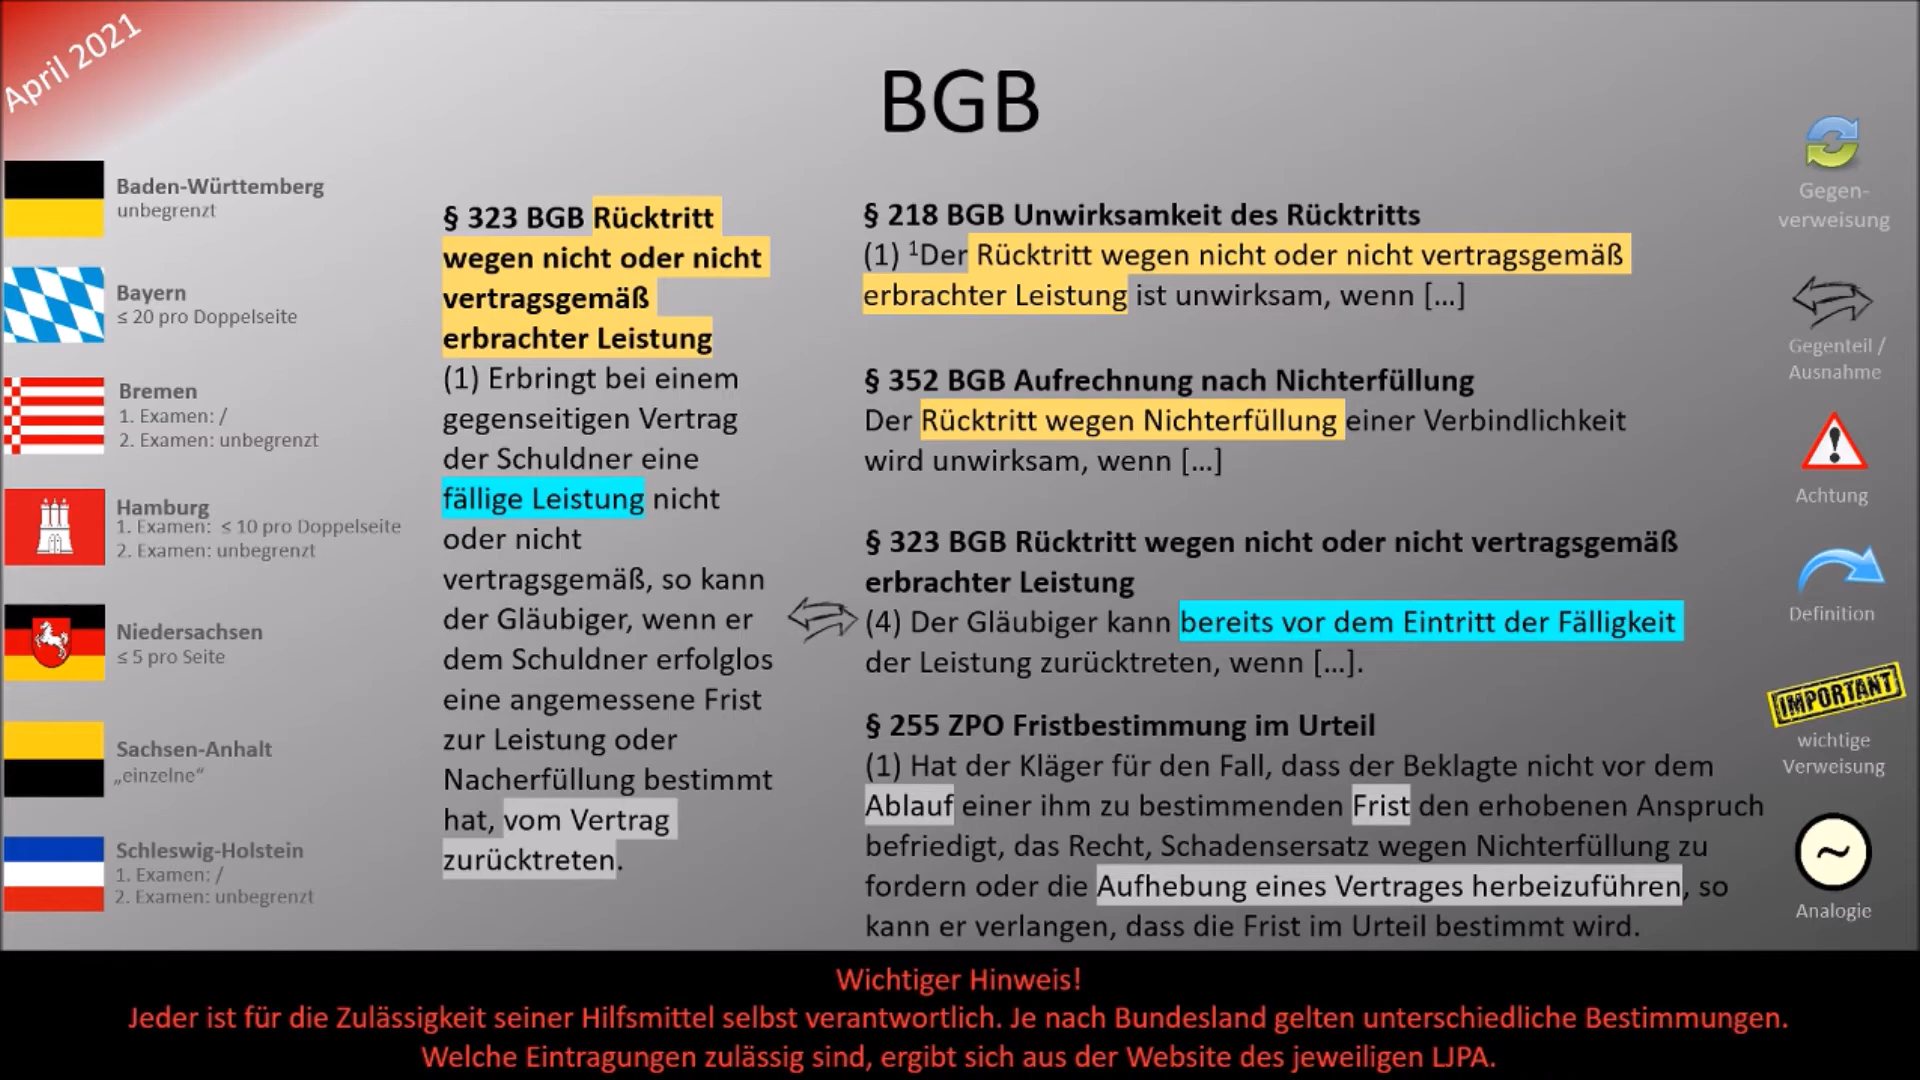 April 2021
BGB
Baden-Württemberg
unbegrenzt
Bayern
≤ 20 pro Doppelseite
Bremen
1. Examen: /
2. Examen: unbegrenzt
Hamburg
1. Examen: ≤ 10 pro Doppelseite
2. Examen: unbegrenzt
Niedersachsen
≤ 5 pro Seite
Sachsen-Anhalt
„einzelne“
Schleswig-Holstein
1. Examen: /
2. Examen: unbegrenzt
§ 323 BGB Rücktritt
wegen nicht oder nicht
vertragsgemäß
erbrachter Leistung
(1) Erbringt bei einem
gegenseitigen Vertrag
der Schuldner eine
fällige Leistung nicht
oder nicht
vertragsgemäß, so kann
der Gläubiger, wenn er
dem Schuldner erfolglos
eine angemessene Frist
zur Leistung oder
Nacherfüllung bestimmt
hat, vom Vertrag
zurücktreten.
§ 218 BGB Unwirksamkeit des Rücktritts
(1) ¹Der Rücktritt wegen nicht oder nicht vertragsgemäß
erbrachter Leistung ist unwirksam, wenn [...]
§ 352 BGB Aufrechnung nach Nichterfüllung
Der Rücktritt wegen Nichterfüllung einer Verbindlichkeit
wird unwirksam, wenn [...]
§ 323 BGB Rücktritt wegen nicht oder nicht vertragsgemäß
erbrachter Leistung
(4) Der Gläubiger kann bereits vor dem Eintritt der Fälligkeit
der Leistung zurücktreten, wenn [...].
§ 255 ZPO Fristbestimmung im Urteil
(1) Hat der Kläger für den Fall, dass der Beklagte nicht vor dem
Ablauf einer ihm zu bestimmenden Frist den erhobenen Anspruch
befriedigt, das Recht, Schadensersatz wegen Nichterfüllung zu
fordern oder die Aufhebung eines Vertrages herbeizuführen, so
kann er verlangen, dass die Frist im Urteil bestimmt wird.
Gegen-
verweisung
Gegenteil /
Ausnahme
!
Achtung
Definition
IMPORTANT
wichtige
Verweisung
~
Analogie
Wichtiger Hinweis!
Jeder ist für die Zulässigkeit seiner Hilfsmittel selbst verantwortlich. Je nach Bundesland gelten unterschiedliche Bestimmungen.
Welche Eintragungen zulässig sind, ergibt sich aus der Website des jeweiligen LJPA.